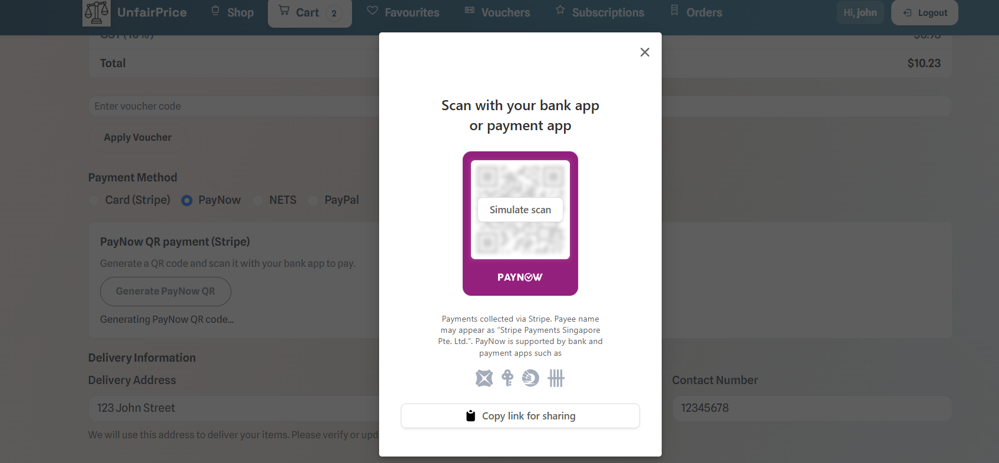 UnfairPrice
Shop
Cart 2
Favourites
Vouchers
Subscriptions
Orders
Hi, john
Logout
GST (10%) $0.93
Total $10.23
Enter voucher code
Apply Voucher
Payment Method
Card (Stripe) PayNow NETS PayPal
PayNow QR payment (Stripe)
Generate a QR code and scan it with your bank app to pay.
Generate PayNow QR
Generating PayNow QR code...
Delivery Information
Delivery Address
123 John Street
We will use this address to deliver your items. Please verify or upd
Contact Number
12345678
Scan with your bank app
or payment app
Simulate scan
PAYNOW
Payments collected via Stripe. Payee name
may appear as “Stripe Payments Singapore
Pte. Ltd.”. PayNow is supported by bank and
payment apps such as
Copy link for sharing